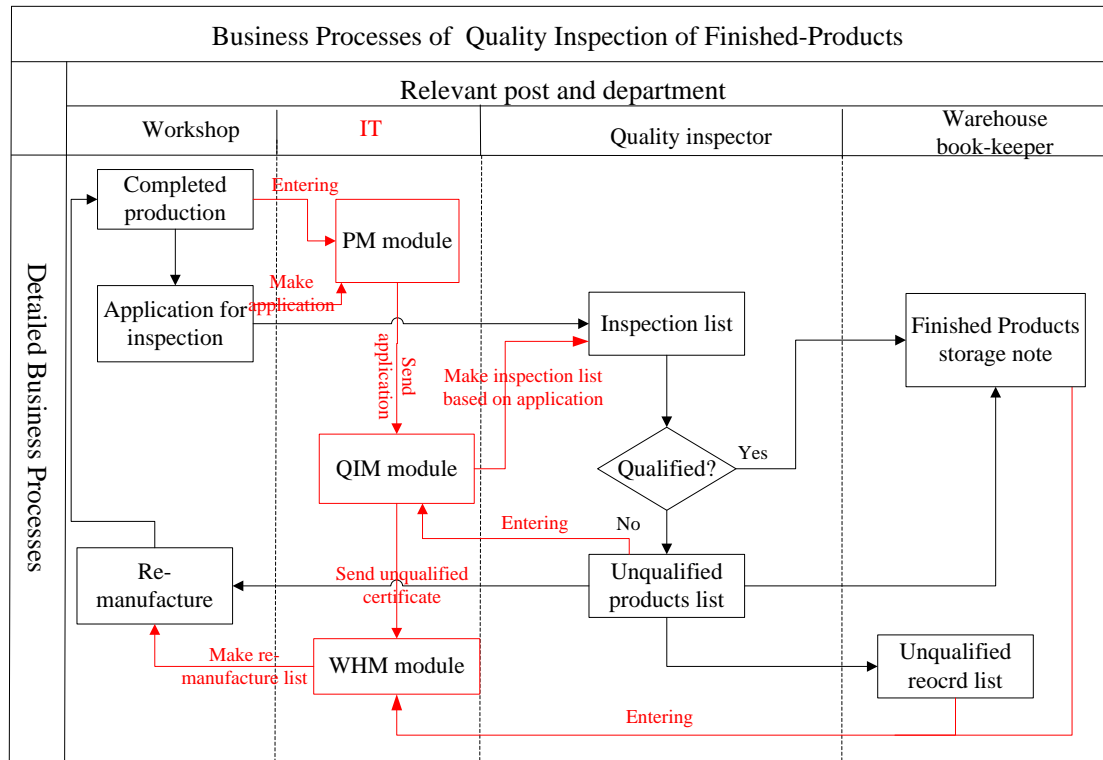 Business Processes of  Quality Inspection of Finished-Products
Relevant post and department
Workshop
IT
Quality inspector
Warehouse
book-keeper
Detailed Business Processes
Completed
production
Entering
PM module
Make
application
Application for
inspection
Inspection list
Finished Products
storage note
Send
application
Make inspection list
based on application
QIM module
Qualified?
Yes
Entering
No
Re-
manufacture
Send unqualified
certificate
Unqualified
products list
Make re-
manufacture list
WHM module
Unqualified
reocrd list
Entering